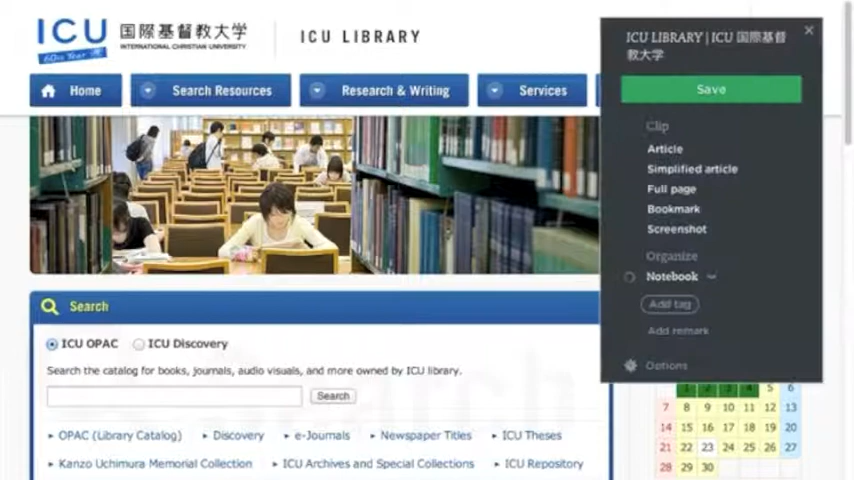 ICU
国際基督教大学
INTERNATIONAL CHRISTIAN UNIVERSITY
60th Year
ICU LIBRARY
Home
Search Resources
Research & Writing
Services
Search
ICU OPAC
ICU Discovery
Search the catalog for books, journals, audio visuals, and more owned by ICU library.
Search
OPAC (Library Catalog)
Discovery
e-Journals
Newspaper Titles
ICU Theses
Kanzo Uchimura Memorial Collection
ICU Archives and Special Collections
ICU Repository
ICU LIBRARY | ICU 国際基督
教大学
Save
Clip
Article
Simplified article
Full page
Bookmark
Screenshot
Organize
Notebook
Add tag
Add remark
Options
1 2 3 4 5 6
7 8 9 10 11 12 13
14 15 16 17 18 19 20
21 22 23 24 25 26 27
28 29 30